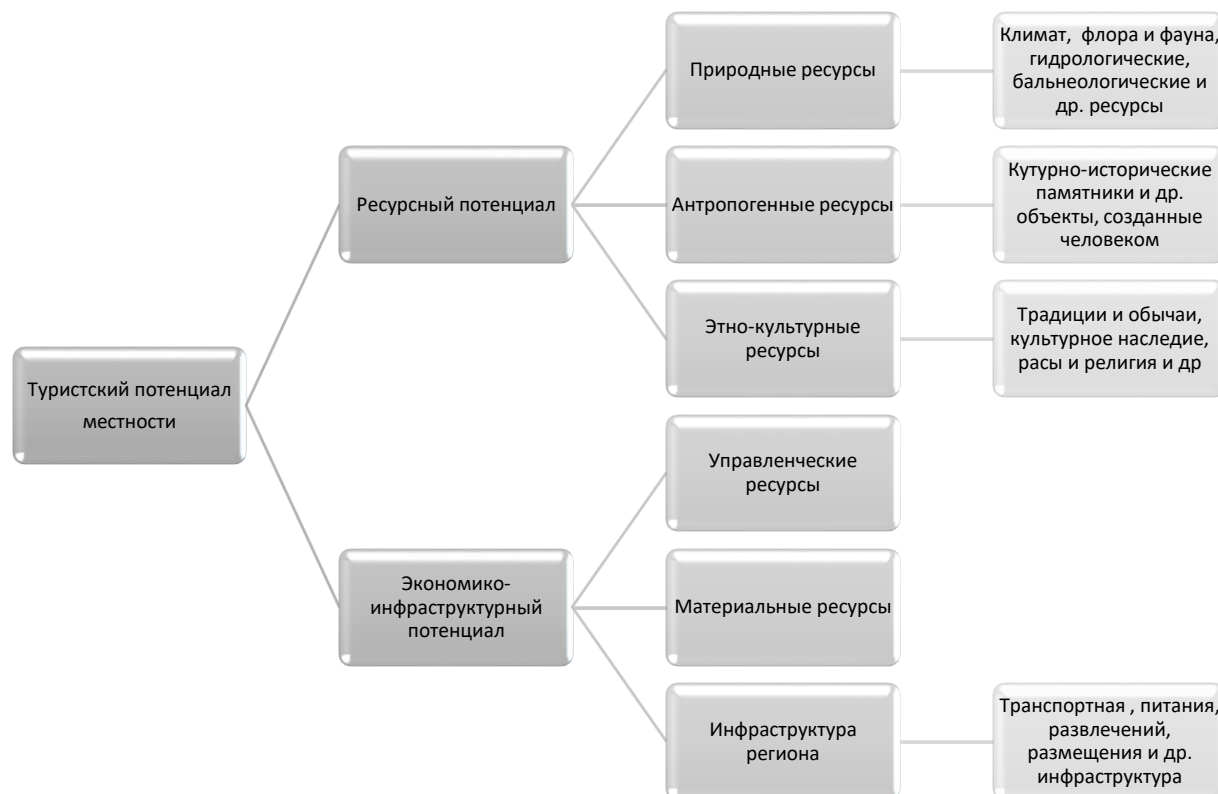 Туристский потенциал
местности
Ресурсный потенциал
Природные ресурсы
Климат, флора и фауна,
гидрологические,
бальнеологические и
др. ресурсы
Антропогенные ресурсы
Кутурно-исторические
памятники и др.
объекты, созданные
человеком
Этно-культурные
ресурсы
Традиции и обычаи,
культурное наследие,
расы и религия и др
Экономико-
инфраструктурный
потенциал
Управленческие
ресурсы
Материальные ресурсы
Инфраструктура
региона
Транспортная , питания,
развлечений,
размещения и др.
инфраструктура